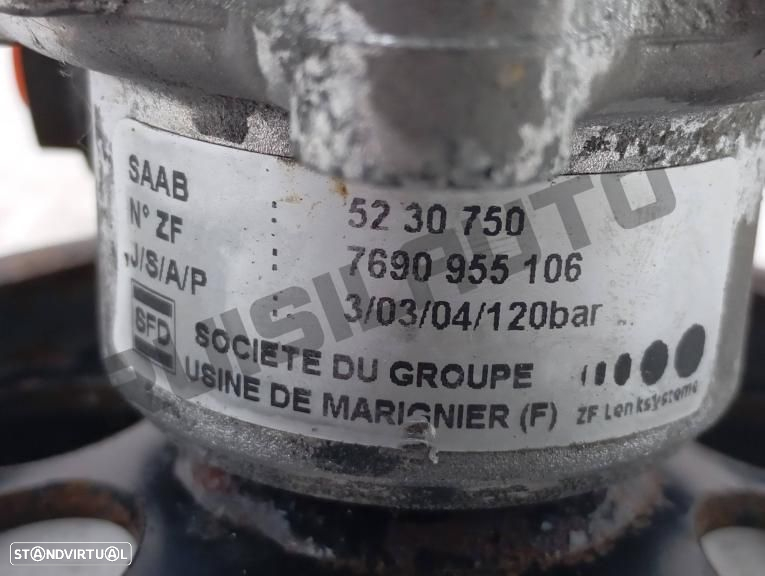 SAAB : 52 30 750
N° ZF : 7690 955 106
J/S/A/P : 3/03/04/120bar
SFD SOCIETE DU GROUPE
USINE DE MARIGNIER (F) ZF Lenksysteme
STANDVIRTUAL